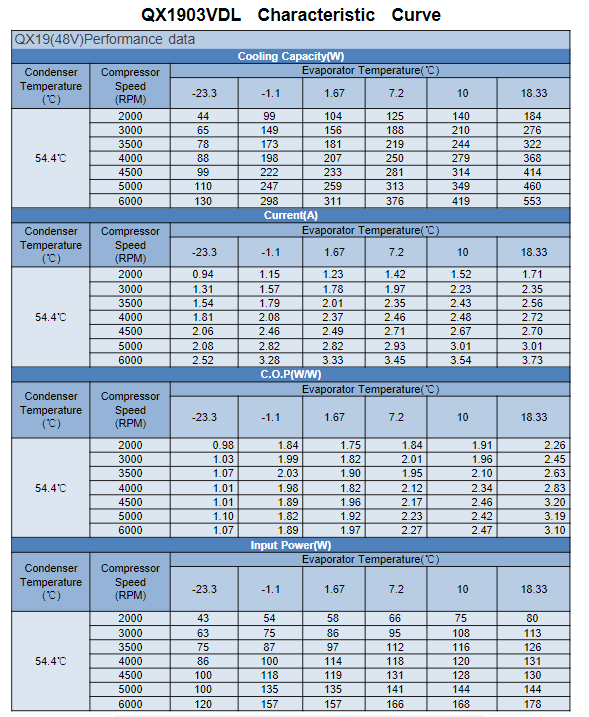 QX1903VDL Characteristic Curve
QX19(48V)Performance data
Cooling Capacity(W)
Condenser Temperature (℃) Compressor Speed (RPM) Evaporator Temperature(℃)
-23.3 -1.1 1.67 7.2 10 18.33
54.4℃
2000 44 99 104 125 140 184
3000 65 149 156 188 210 276
3500 78 173 181 219 244 322
4000 88 198 207 250 279 368
4500 99 222 233 281 314 414
5000 110 247 259 313 349 460
6000 130 298 311 376 419 553
Current(A)
Condenser Temperature (℃) Compressor Speed (RPM) Evaporator Temperature(℃)
-23.3 -1.1 1.67 7.2 10 18.33
54.4℃
2000 0.94 1.15 1.23 1.42 1.52 1.71
3000 1.31 1.57 1.78 1.97 2.23 2.35
3500 1.54 1.79 2.01 2.35 2.43 2.56
4000 1.81 2.08 2.37 2.46 2.48 2.72
4500 2.06 2.46 2.49 2.71 2.67 2.70
5000 2.08 2.82 2.82 2.93 3.01 3.01
6000 2.52 3.28 3.33 3.45 3.54 3.73
C.O.P(W/W)
Condenser Temperature (℃) Compressor Speed (RPM) Evaporator Temperature(℃)
-23.3 -1.1 1.67 7.2 10 18.33
54.4℃
2000 0.98 1.84 1.75 1.84 1.91 2.26
3000 1.03 1.99 1.82 2.01 1.96 2.45
3500 1.07 2.03 1.90 1.95 2.10 2.63
4000 1.01 1.98 1.82 2.12 2.34 2.83
4500 1.01 1.89 1.96 2.17 2.46 3.20
5000 1.10 1.82 1.92 2.23 2.42 3.19
6000 1.07 1.89 1.97 2.27 2.47 3.10
Input Power(W)
Condenser Temperature (℃) Compressor Speed (RPM) Evaporator Temperature(℃)
-23.3 -1.1 1.67 7.2 10 18.33
54.4℃
2000 43 54 58 66 75 80
3000 63 75 86 95 108 113
3500 75 87 97 112 116 126
4000 86 100 114 118 120 131
4500 100 118 119 131 128 130
5000 100 135 135 141 144 144
6000 120 157 157 166 168 178